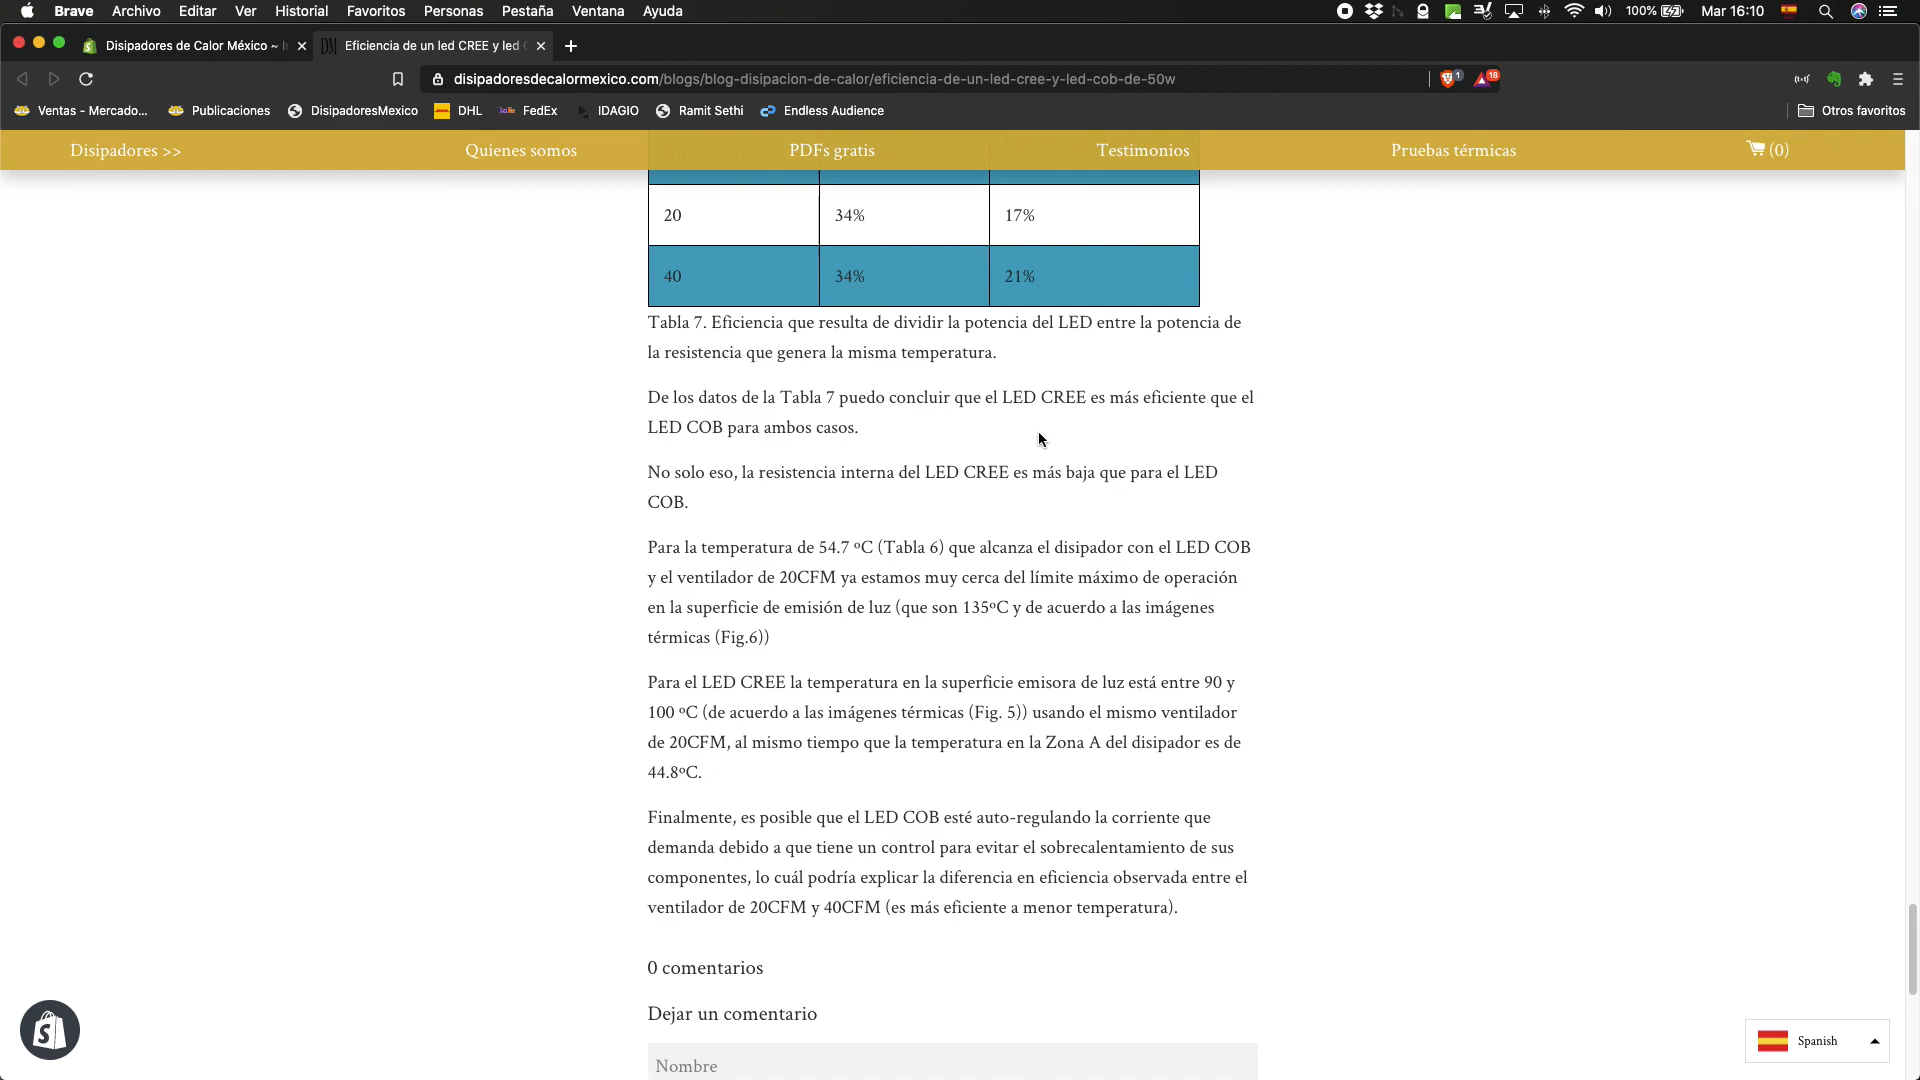 Brave Archivo Editar Ver Historial Favoritos Personas Pestaña Ventana Ayuda 100% Mar 16:10
Disipadores de Calor México ~ I Eficiencia de un led CREE y led
disipadoresdecalormexico.com/blogs/blog-disipacion-de-calor/eficiencia-de-un-led-cree-y-led-cob-de-50w 1 18
Ventas - Mercado... Publicaciones DisipadoresMexico DHL FedEx IDAGIO Ramit Sethi Endless Audience Otros favoritos
Disipadores >> Quienes somos PDFs gratis Testimonios Pruebas térmicas (0)
20 34% 17%
40 34% 21%
Tabla 7. Eficiencia que resulta de dividir la potencia del LED entre la potencia de
la resistencia que genera la misma temperatura.
De los datos de la Tabla 7 puedo concluir que el LED CREE es más eficiente que el
LED COB para ambos casos.
No solo eso, la resistencia interna del LED CREE es más baja que para el LED
COB.
Para la temperatura de 54.7 ºC (Tabla 6) que alcanza el disipador con el LED COB
y el ventilador de 20CFM ya estamos muy cerca del límite máximo de operación
en la superficie de emisión de luz (que son 135ºC y de acuerdo a las imágenes
térmicas (Fig.6))
Para el LED CREE la temperatura en la superficie emisora de luz está entre 90 y
100 ºC (de acuerdo a las imágenes térmicas (Fig. 5)) usando el mismo ventilador
de 20CFM, al mismo tiempo que la temperatura en la Zona A del disipador es de
44.8ºC.
Finalmente, es posible que el LED COB esté auto-regulando la corriente que
demanda debido a que tiene un control para evitar el sobrecalentamiento de sus
componentes, lo cuál podría explicar la diferencia en eficiencia observada entre el
ventilador de 20CFM y 40CFM (es más eficiente a menor temperatura).
0 comentarios
Dejar un comentario
Nombre
Spanish